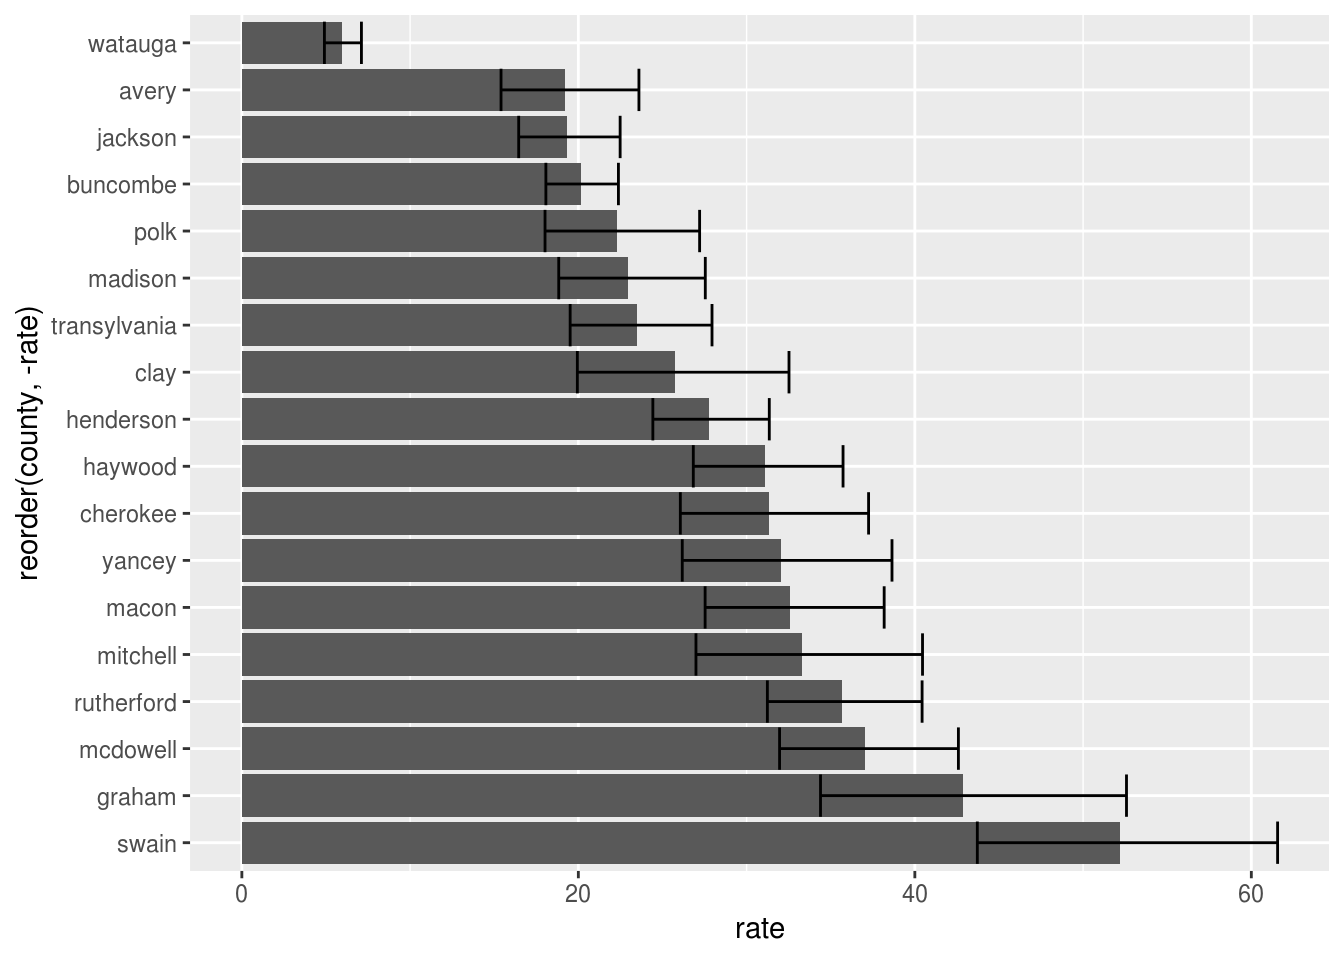 watauga
avery
jackson
buncombe
polk
madison
transylvania
clay
henderson
haywood
cherokee
yancey
macon
mitchell
rutherford
mcdowell
graham
swain
reorder(county, -rate)
0 20 40 60
rate